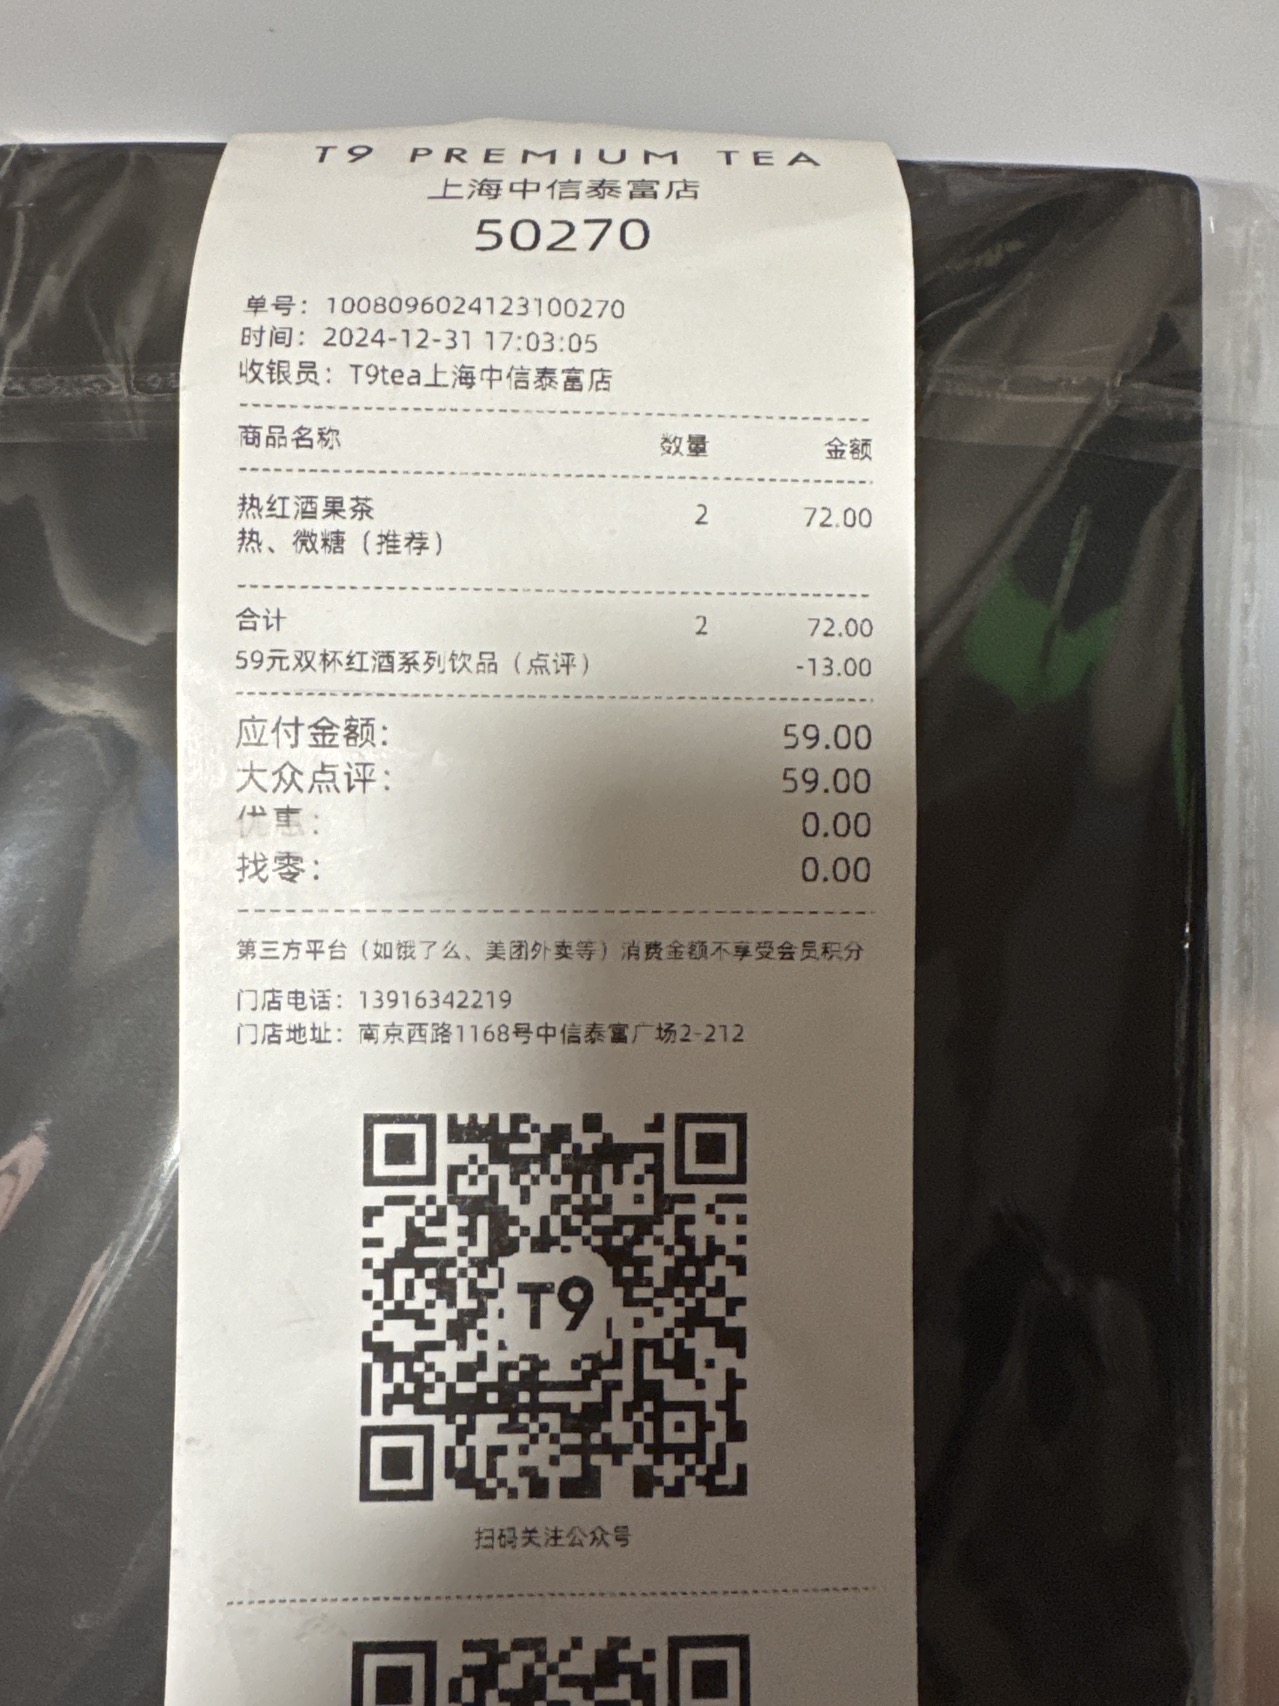 T9 PREMIUM TEA
上海中信泰富店
50270
单号：1008096024123100270
时间：2024-12-31 17:03:05
收银员：T9tea上海中信泰富店
商品名称 数量 金额
热红酒果茶 2 72.00
热、微糖（推荐）
合计 2 72.00
59元双杯红酒系列饮品（点评） -13.00
应付金额: 59.00
大众点评: 59.00
优惠: 0.00
找零: 0.00
第三方平台（如饿了么、美团外卖等）消费金额不享受会员积分
门店电话：13916342219
门店地址：南京西路1168号中信泰富广场2-212
T9
扫码关注公众号